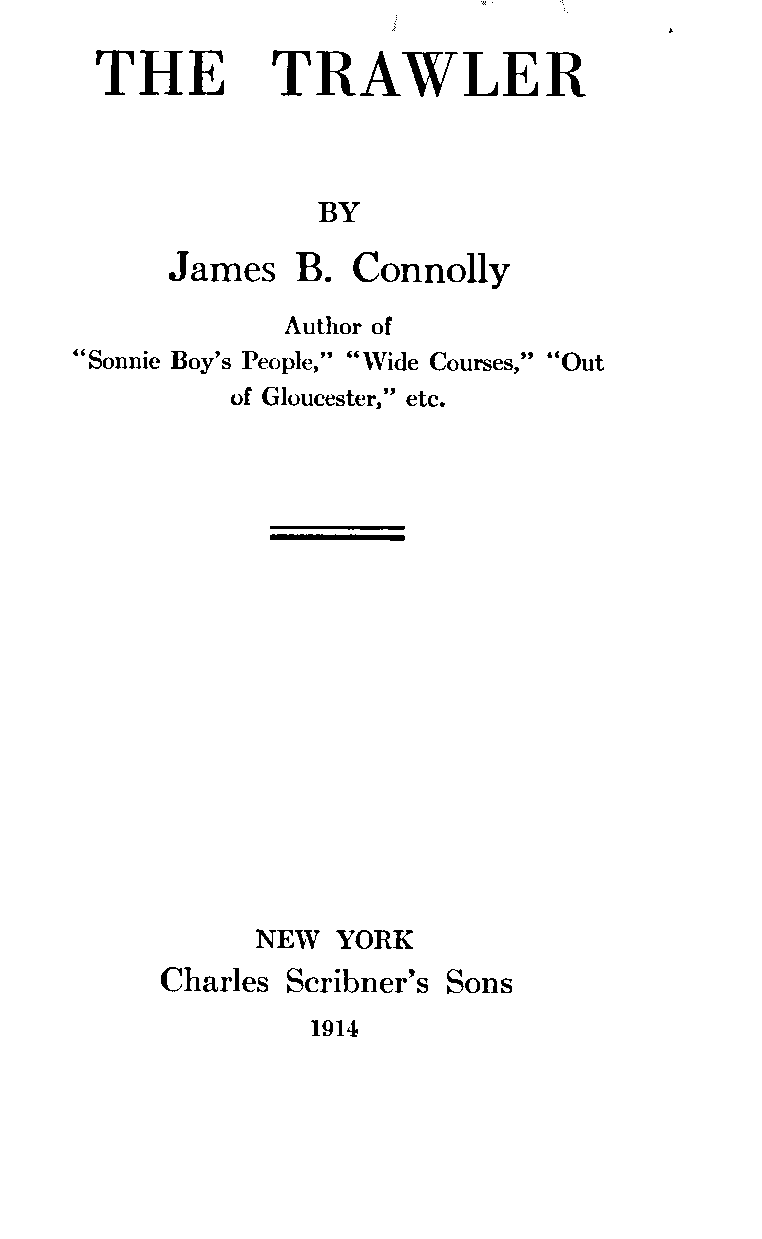 THE TRAWLER
BY
James B. Connolly
Author of
“Sonnie Boy’s People,” “Wide Courses,” “Out
of Gloucester,” etc.
NEW YORK
Charles Scribner’s Sons
1914